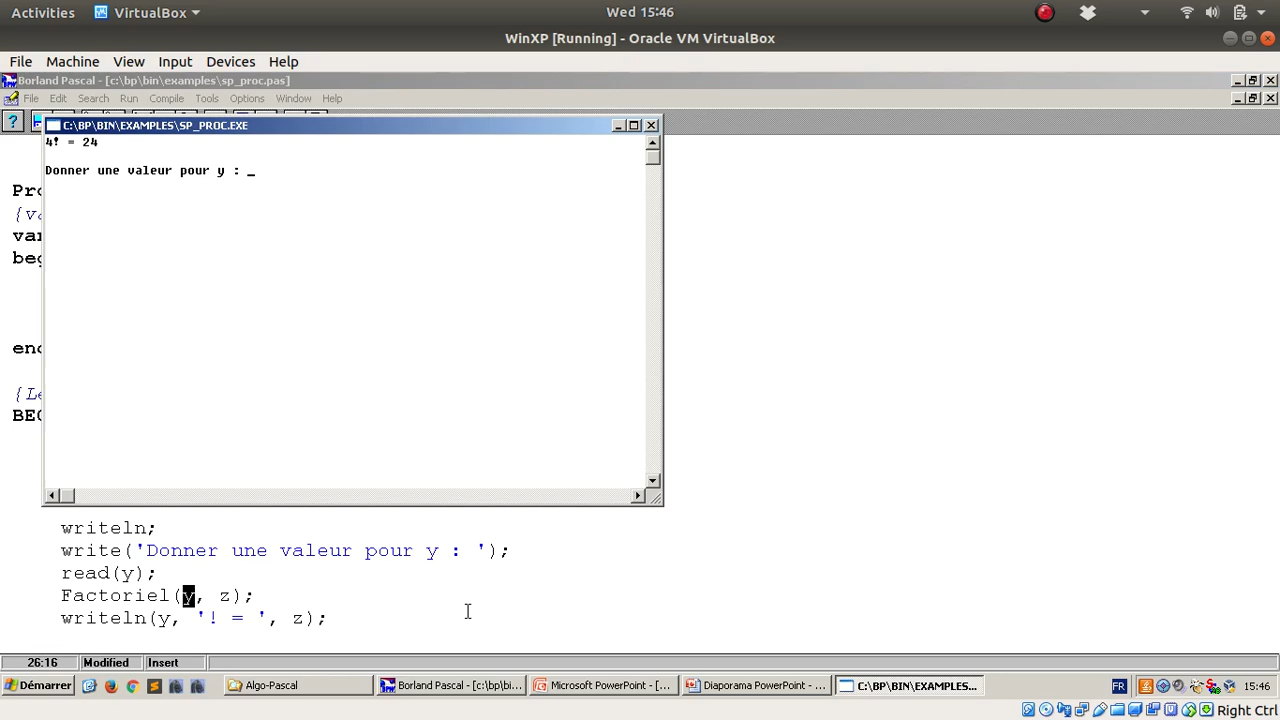 Activities VirtualBox Wed 15:46
WinXP [Running] - Oracle VM VirtualBox
File Machine View Input Devices Help
Borland Pascal - [c:\bp\bin\examples\sp_proc.pas]
File Edit Search Run Compile Tools Options Window Help
C:\BP\BIN\EXAMPLES\SP_PROC.EXE
4! = 24
Donner une valeur pour y : _
var
end
writeln;
write('Donner une valeur pour y : ');
read(y);
Factoriel(y, z);
writeln(y, '! = ', z);
26:16 Modified Insert
Démarrer Algo-Pascal Borland Pascal - [c:\bp\bi... Microsoft PowerPoint - [... Diaporama PowerPoint - ... C:\BP\BIN\EXAMPLES... FR 15:46
Right Ctrl